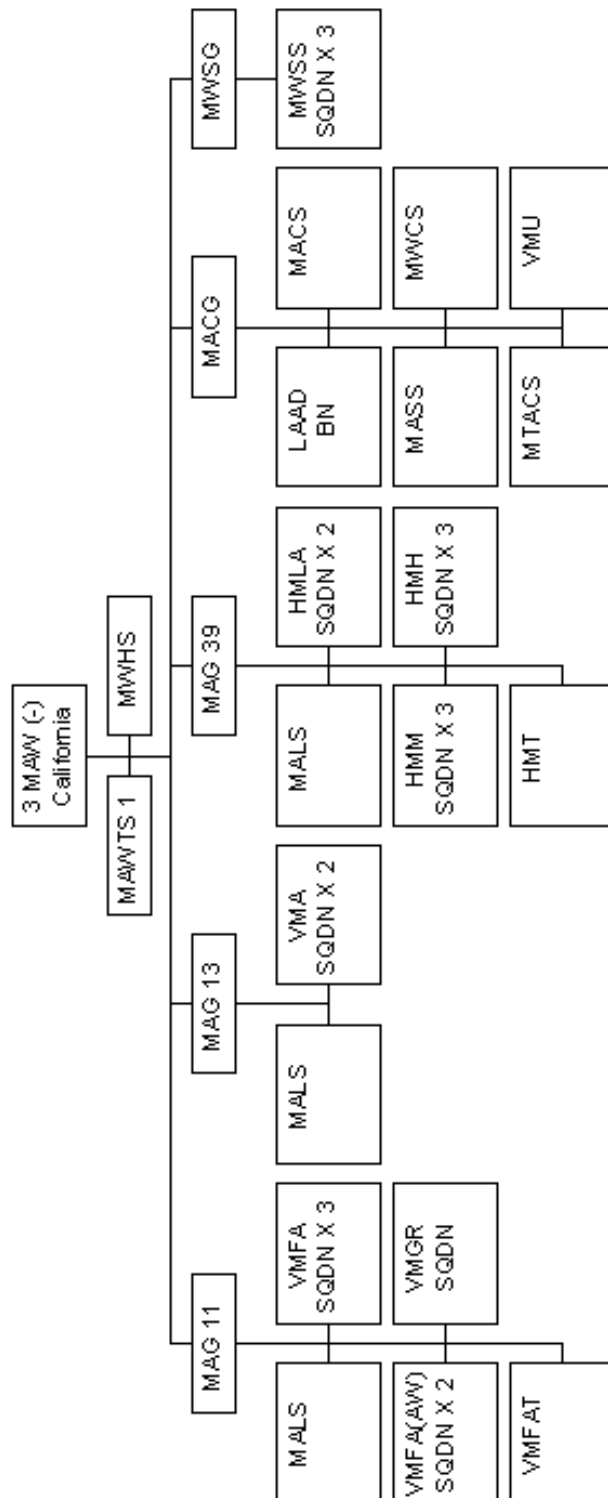 3 MAW (-)
California
MAWTS 1
MWHS
MAG 11
MAG 13
MAG 39
MACG
MWSG
MALS
VMFA
SQDN X 3
VMFA(AW)
SQDN X 2
VMGR
SQDN
VMFAT
MALS
VMA
SQDN X 2
MALS
HMLA
SQDN X 2
HMM
SQDN X 3
HMH
SQDN X 3
HMT
LAAD
BN
MACS
MASS
MWCS
MTACS
VMU
MWSS
SQDN X 3